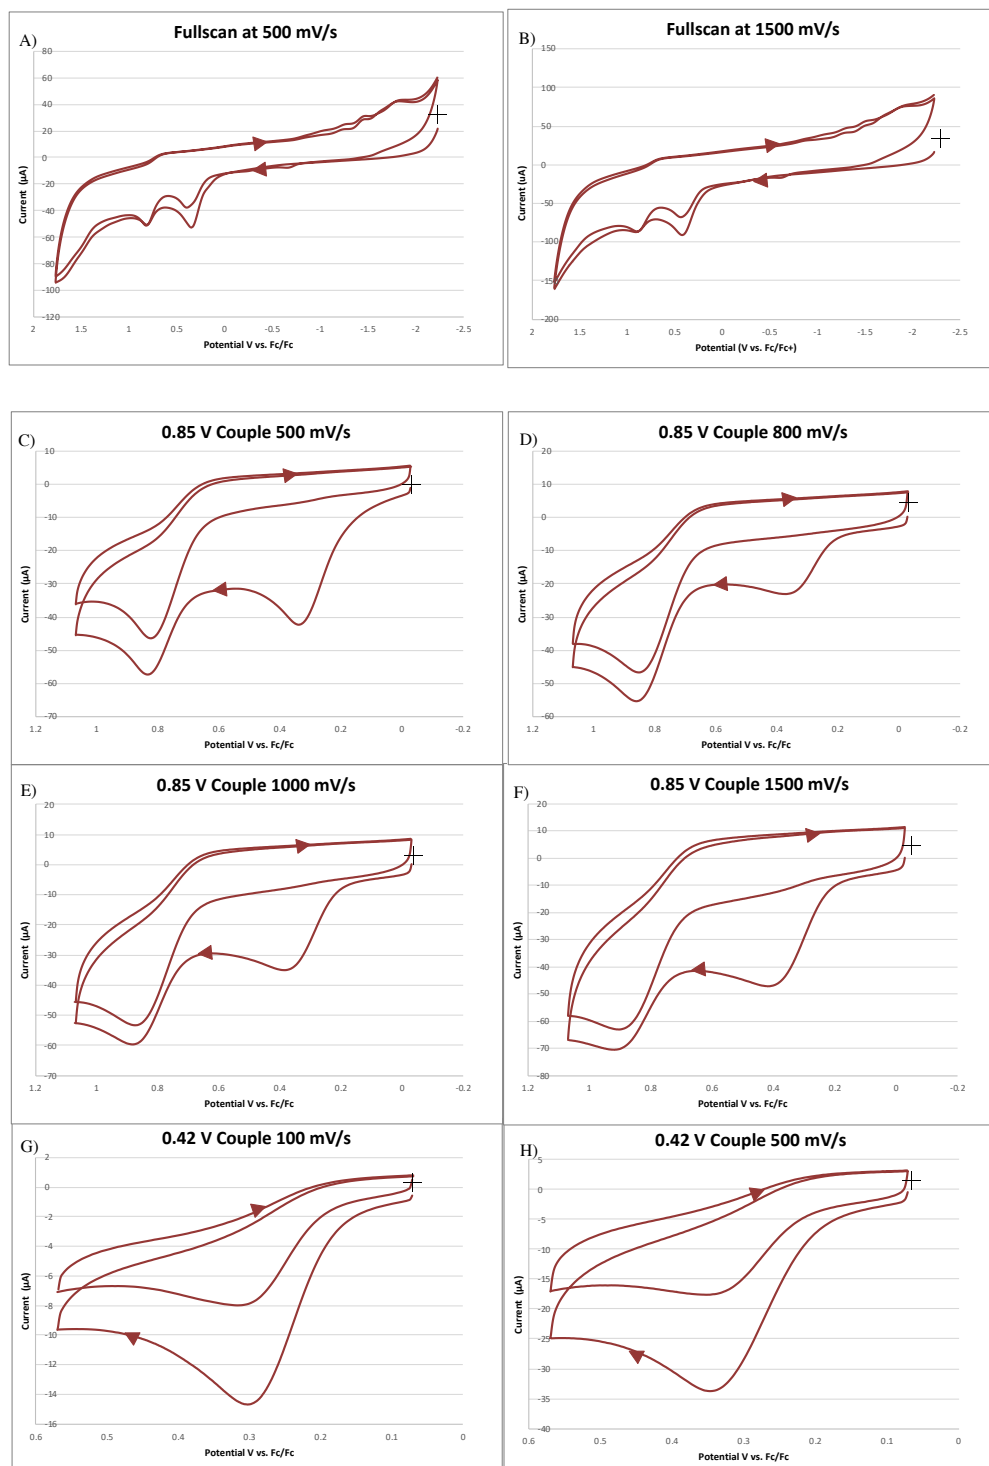 A)
Fullscan at 500 mV/s
80
60
40
20
0
-20
-40
-60
-80
-100
-120
2 1.5 1 0.5 0 -0.5 -1 -1.5 -2 -2.5
Current (µA)
Potential V vs. Fc/Fc
B)
Fullscan at 1500 mV/s
150
100
50
0
-50
-100
-150
-200
2 1.5 1 0.5 0 -0.5 -1 -1.5 -2 -2.5
Current (uA)
Potential (V vs. Fc/Fc+)
C)
0.85 V Couple 500 mV/s
10
0
-10
-20
-30
-40
-50
-60
-70
1.2 1 0.8 0.6 0.4 0.2 0 -0.2
Current (µA)
Potential V vs. Fc/Fc
D)
0.85 V Couple 800 mV/s
20
10
0
-10
-20
-30
-40
-50
-60
1.2 1 0.8 0.6 0.4 0.2 0 -0.2
Current (µA)
Potential V vs. Fc/Fc
E)
0.85 V Couple 1000 mV/s
20
10
0
-10
-20
-30
-40
-50
-60
-70
1.2 1 0.8 0.6 0.4 0.2 0 -0.2
Current (µA)
Potential V vs. Fc/Fc
F)
0.85 V Couple 1500 mV/s
20
10
0
-10
-20
-30
-40
-50
-60
-70
-80
1.2 1 0.8 0.6 0.4 0.2 0 -0.2
Current (µA)
Potential V vs. Fc/Fc
G)
0.42 V Couple 100 mV/s
2
0
-2
-4
-6
-8
-10
-12
-14
-16
0.6 0.5 0.4 0.3 0.2 0.1 0
Current (µA)
Potential V vs. Fc/Fc
H)
0.42 V Couple 500 mV/s
5
0
-5
-10
-15
-20
-25
-30
-35
-40
0.6 0.5 0.4 0.3 0.2 0.1 0
Current (µA)
Potential V vs. Fc/Fc